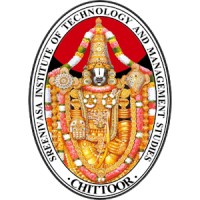 SREENIVASA INSTITUTE OF TECHNOLOGY AND MANAGEMENT STUDIES
· CHITTOOR ·